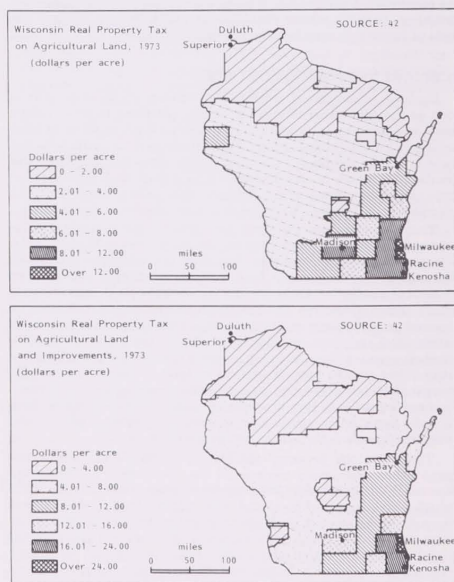 Wisconsin Real Property Tax
on Agricultural Land, 1973
(dollars per acre)
Duluth
Superior
SOURCE: 42
Dollars per acre
0 - 2.00
2.01 - 4.00
4.01 - 6.00
6.01 - 8.00
8.01 - 12.00
Over 12.00
Green Bay
Madison
Milwaukee
Racine
Kenosha
miles
0 50 100
Wisconsin Real Property Tax
on Agricultural Land
and Improvements, 1973
(dollars per acre)
Duluth
Superior
SOURCE: 42
Dollars per acre
0 - 4.00
4.01 - 8.00
8.01 - 12.00
12.01 - 16.00
16.01 - 24.00
Over 24.00
Green Bay
Madison
Milwaukee
Racine
Kenosha
miles
0 50 100